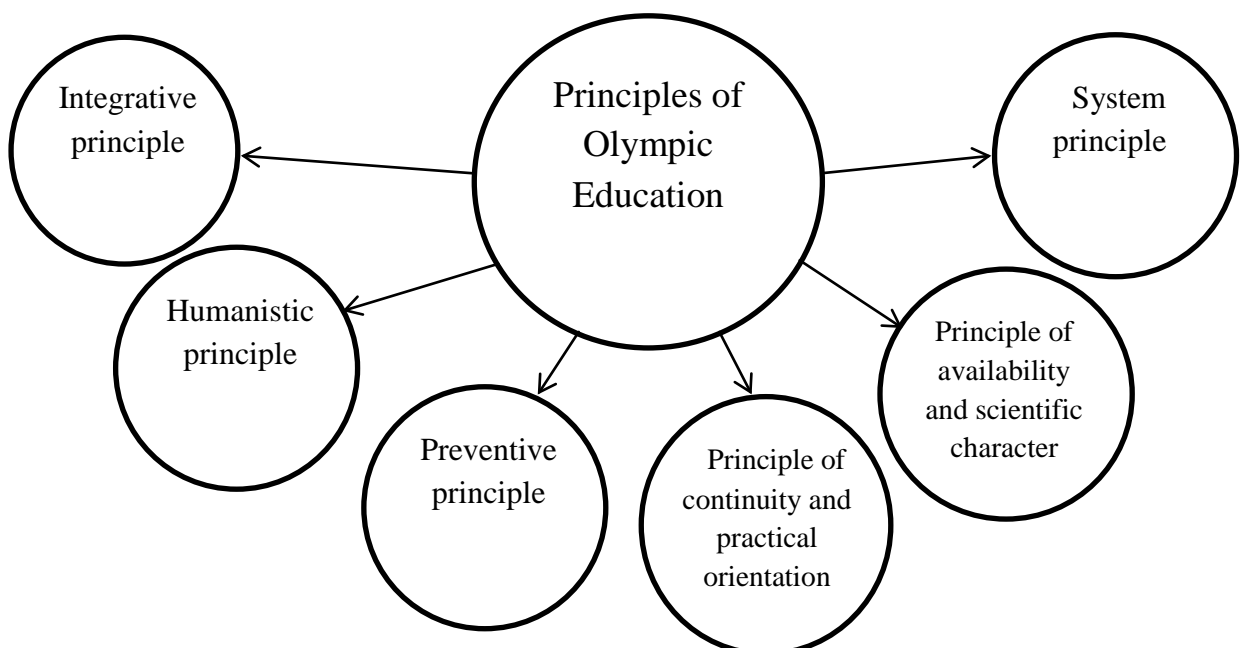 Principles of
Olympic
Education
Integrative
principle
Humanistic
principle
Preventive
principle
Principle of
continuity and
practical
orientation
Principle of
availability
and scientific
character
System
principle